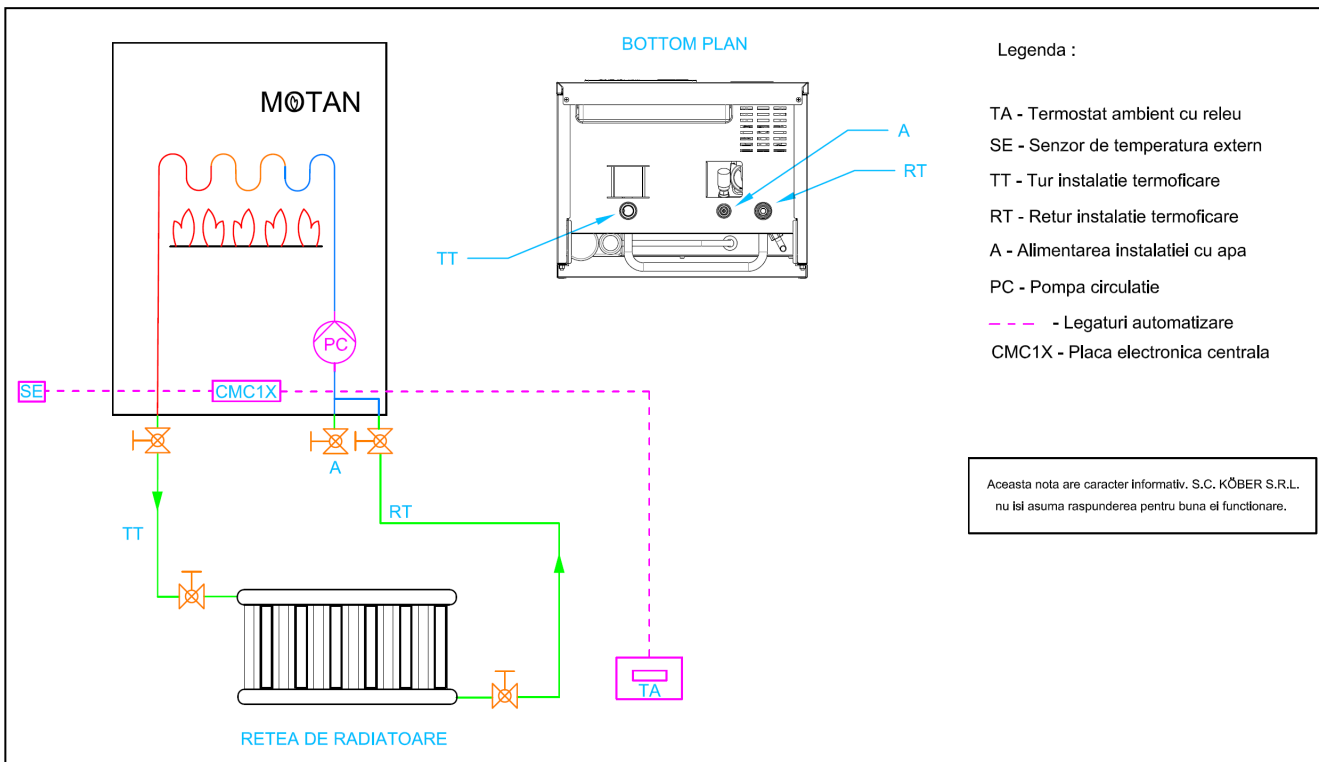 MOTAN
PC
SE
CMC1X
A
TT
RT
TA
RETEA DE RADIATOARE
BOTTOM PLAN
A
RT
TT
Legenda :
TA - Termostat ambient cu releu
SE - Senzor de temperatura extern
TT - Tur instalatie termoficare
RT - Retur instalatie termoficare
A - Alimentarea instalatiei cu apa
PC - Pompa circulatie
- Legaturi automatizare
CMC1X - Placa electronica centrala
Aceasta nota are caracter informativ. S.C. KÖBER S.R.L.
nu isi asuma raspunderea pentru buna ei functionare.